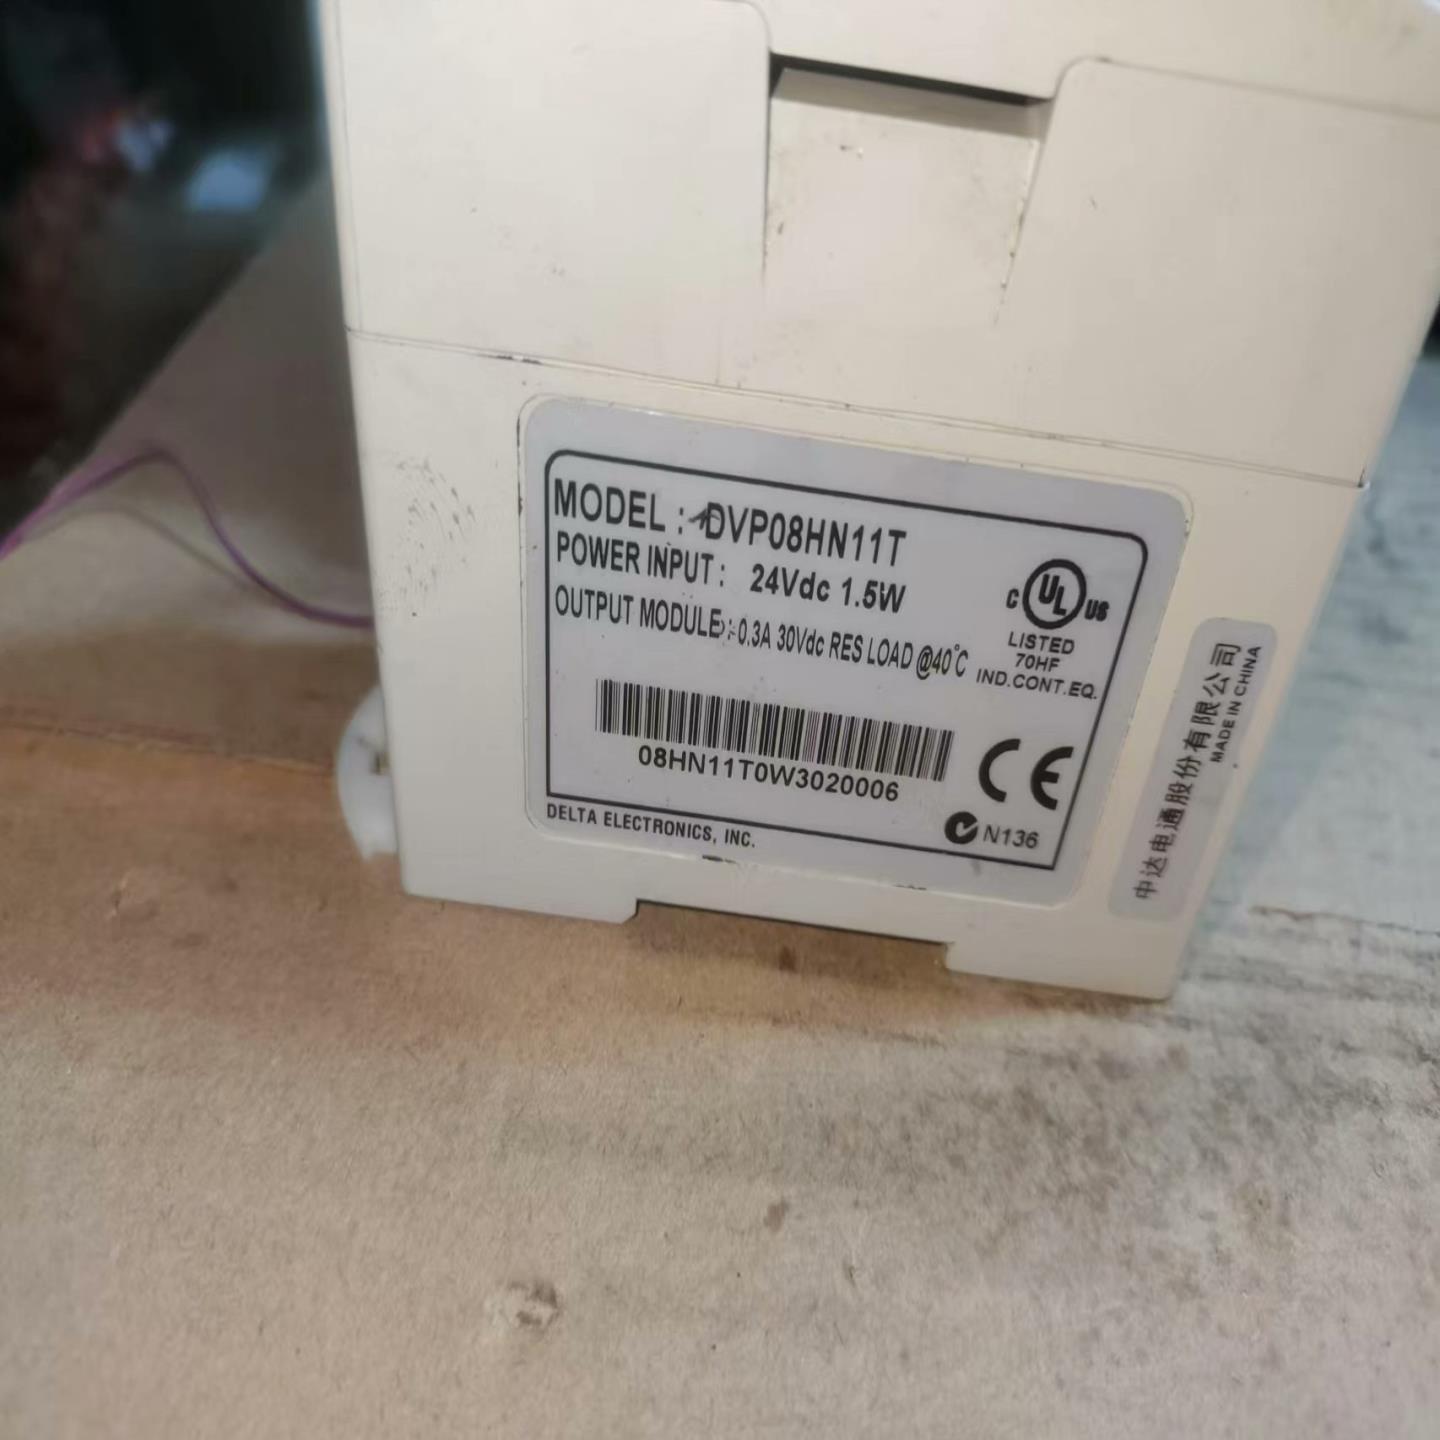 MODEL : DVP08HN11T
POWER INPUT : 24Vdc 1.5W
OUTPUT MODULE : 0.3A 30Vdc RES LOAD @40°C
C UL US
LISTED
70HF
IND.CONT.EQ.
08HN11T0W3020006
CE
N136
DELTA ELECTRONICS, INC.
中达电通股份有限公司
MADE IN CHINA